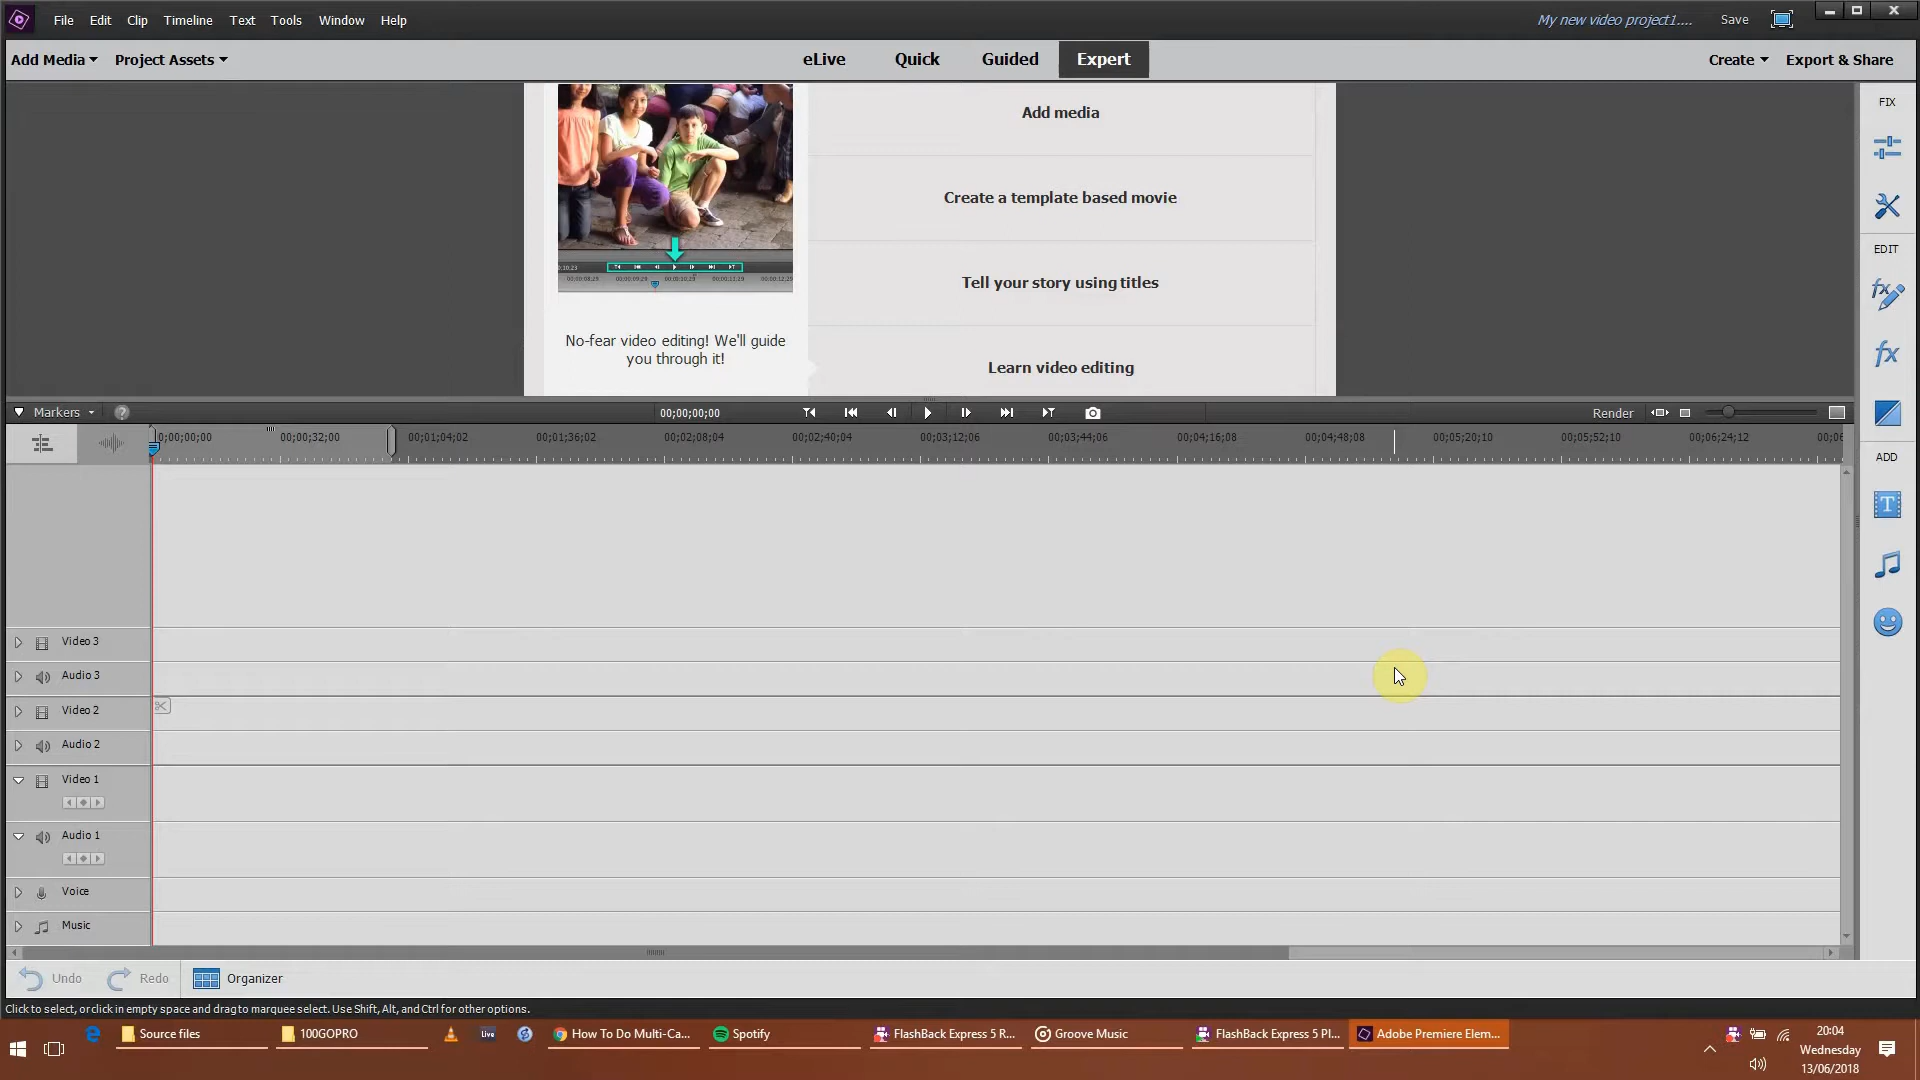 File Edit Clip Timeline Text Tools Window Help
My new video project1.... Save
Add Media Project Assets
eLive Quick Guided Expert
Create Export & Share
FIX
Add media
Create a template based movie
Tell your story using titles
No-fear video editing! We'll guide
you through it!
Learn video editing
EDIT
Markers
?
00;00;00;00
Render
0;00;00;00 00;00;32;00 00;01;04;02 00;01;36;02 00;02;08;04 00;02;40;04 00;03;12;06 00;03;44;06 00;04;16;08 00;04;48;08 00;05;20;10 00;05;52;10 00;06;24;12
ADD
T
Video 3
Audio 3
Video 2
Audio 2
Video 1
Audio 1
Voice
Music
Undo Redo Organizer
Click to select, or click in empty space and drag to marquee select. Use Shift, Alt, and Ctrl for other options.
Source files 100GOPRO Live How To Do Multi-Ca... Spotify FlashBack Express 5 R... Groove Music FlashBack Express 5 Pl... Adobe Premiere Elem...
20:04
Wednesday
13/06/2018